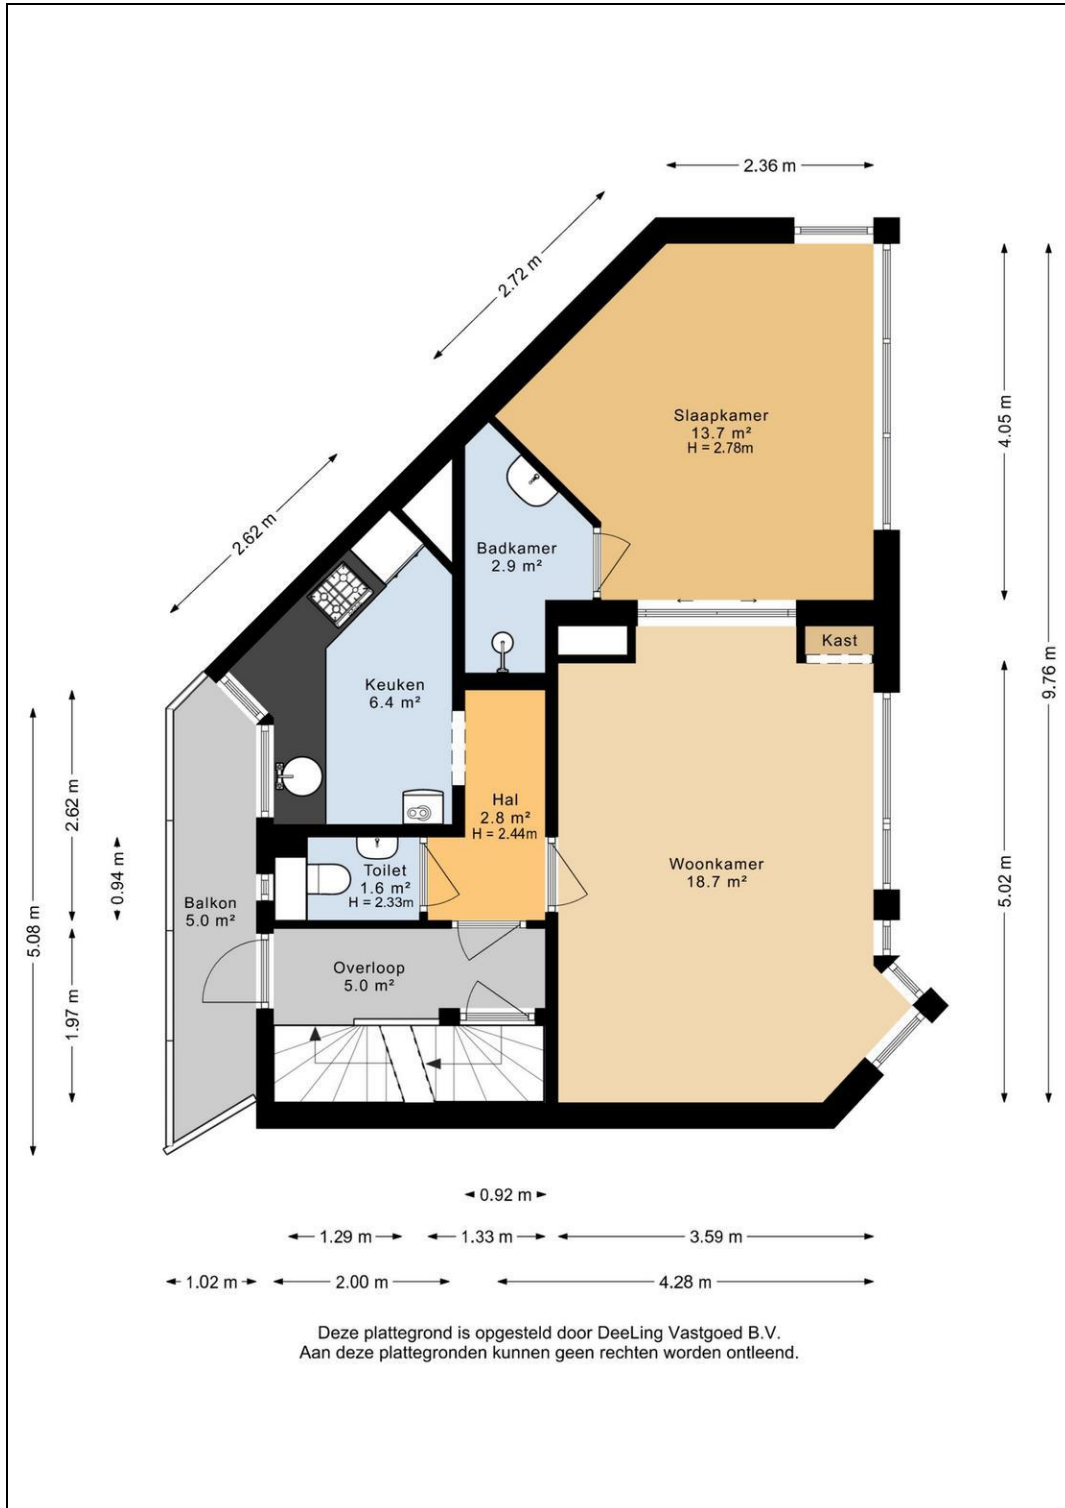 2.36 m
2.72 m
Slaapkamer
13.7 m²
H = 2.78m
4.05 m
2.62 m
Badkamer
2.9 m²
Kast
9.76 m
Keuken
6.4 m²
2.62 m
Hal
2.8 m²
H = 2.44m
Woonkamer
18.7 m²
5.02 m
0.94 m
Toilet
1.6 m²
H = 2.33m
Balkon
5.0 m²
5.08 m
Overloop
5.0 m²
1.97 m
0.92 m
1.29 m
1.33 m
3.59 m
1.02 m
2.00 m
4.28 m
Deze plattegrond is opgesteld door DeeLing Vastgoed B.V.
Aan deze plattegronden kunnen geen rechten worden ontleend.